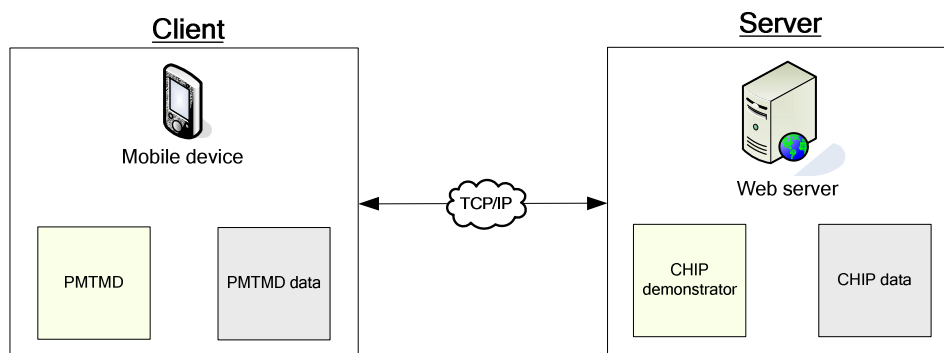 Client
Server
Mobile device
Web server
TCP/IP
PMTMD
PMTMD data
CHIP
demonstrator
CHIP data